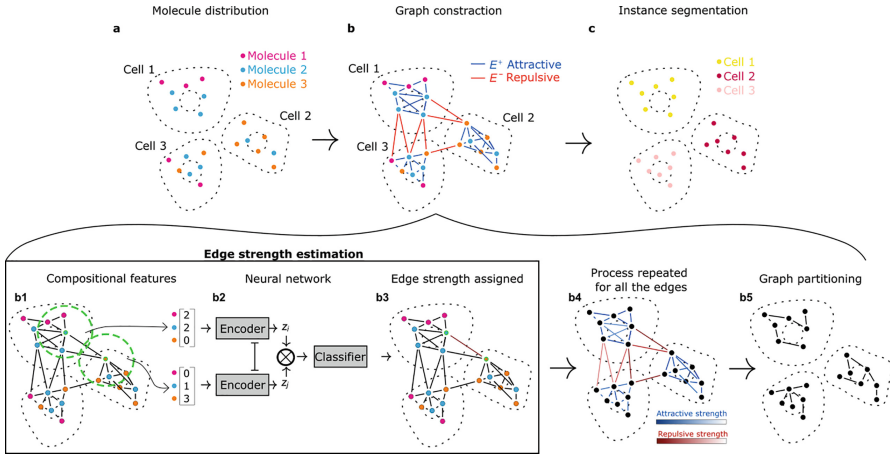 Molecule distribution
Graph constraction
Instance segmentation
a
b
c
Molecule 1
Molecule 2
Molecule 3
Cell 1
Cell 2
Cell 3
E⁺ Attractive
E⁻ Repulsive
Cell 1
Cell 2
Cell 3
Cell 1
Cell 2
Cell 3
Edge strength estimation
Compositional features
Neural network
Edge strength assigned
Process repeated
for all the edges
Graph partitioning
b1
b2
b3
b4
b5
2
2
0
Encoder
zᵢ
Classifier
0
1
3
Encoder
zⱼ
Attractive strength
Repulsive strength